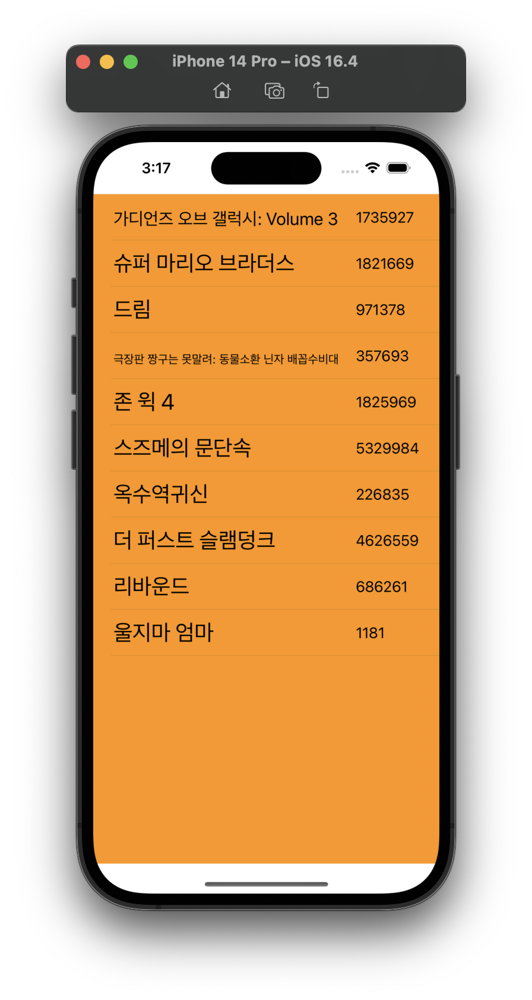 iPhone 14 Pro – iOS 16.4
3:17
가디언즈 오브 갤럭시: Volume 3 1735927
슈퍼 마리오 브라더스 1821669
드림 971378
극장판 짱구는 못말려: 동물소환 닌자 배꼽수비대 357693
존 윅 4 1825969
스즈메의 문단속 5329984
옥수역귀신 226835
더 퍼스트 슬램덩크 4626559
리바운드 686261
울지마 엄마 1181